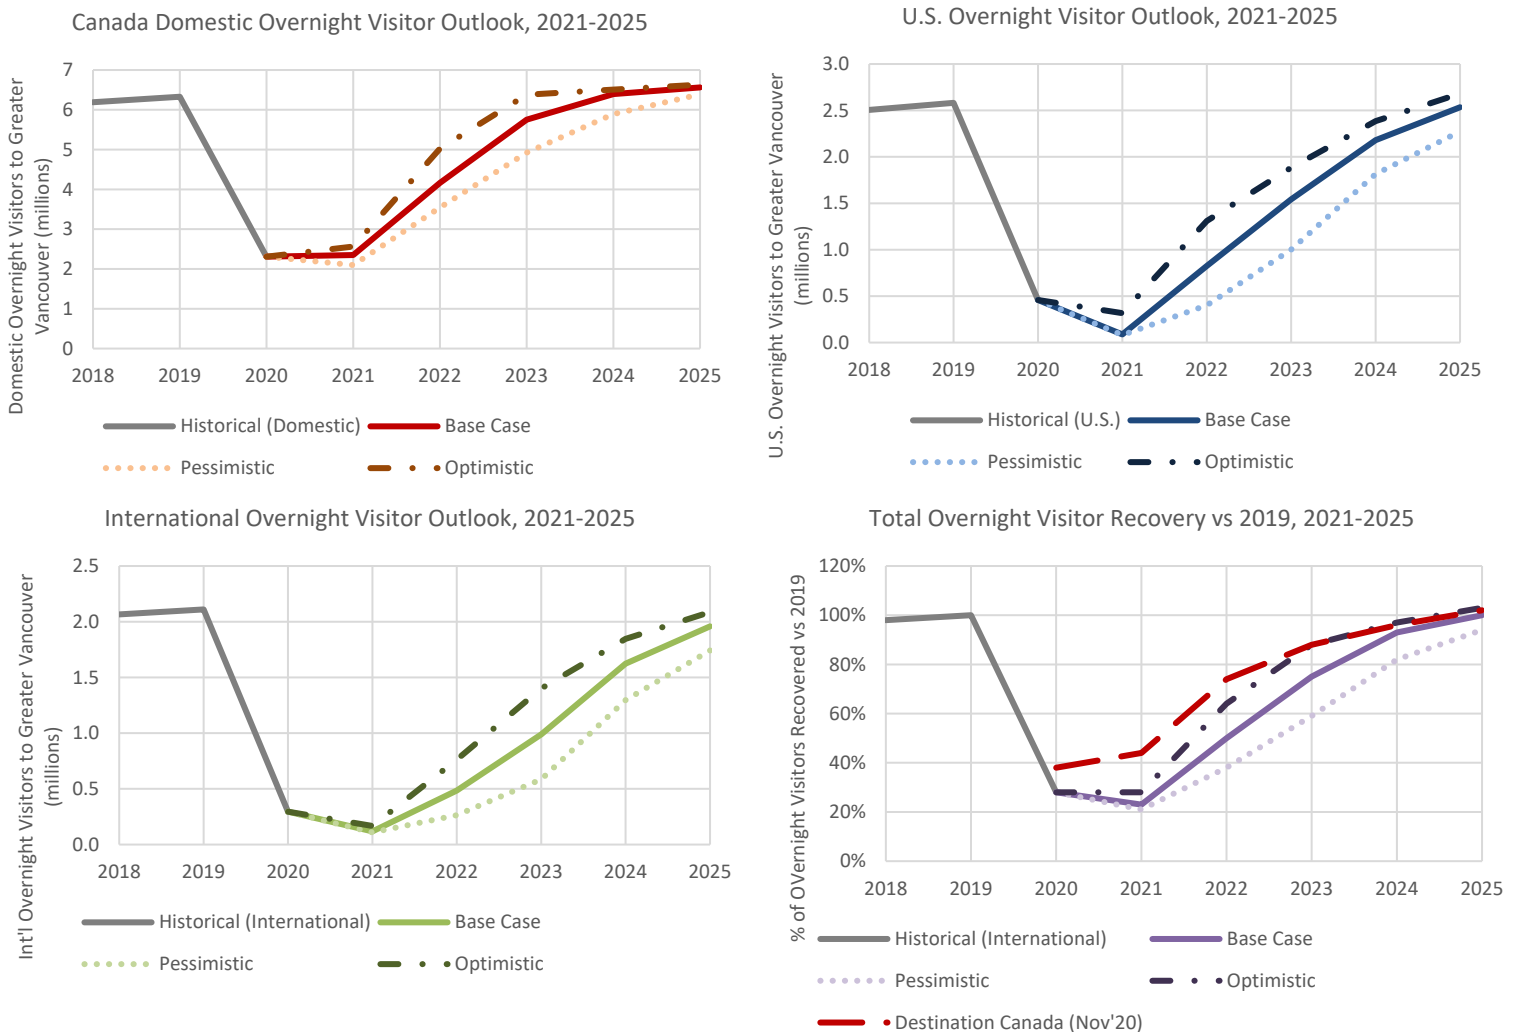 Canada Domestic Overnight Visitor Outlook, 2021-2025
Domestic Overnight Visitors to Greater
Vancouver (millions)
7
6
5
4
3
2
1
0
2018 2019 2020 2021 2022 2023 2024 2025
Historical (Domestic) Base Case
Pessimistic Optimistic
U.S. Overnight Visitor Outlook, 2021-2025
U.S. Overnight Visitors to Greater Vancouver
(millions)
3.0
2.5
2.0
1.5
1.0
0.5
0.0
2018 2019 2020 2021 2022 2023 2024 2025
Historical (U.S.) Base Case
Pessimistic Optimistic
International Overnight Visitor Outlook, 2021-2025
Int'l Overnight Visitors to Greater Vancouver
(millions)
2.5
2.0
1.5
1.0
0.5
0.0
2018 2019 2020 2021 2022 2023 2024 2025
Historical (International) Base Case
Pessimistic Optimistic
Total Overnight Visitor Recovery vs 2019, 2021-2025
% of OVernight Visitors Recovered vs 2019
120%
100%
80%
60%
40%
20%
0%
2018 2019 2020 2021 2022 2023 2024 2025
Historical (International) Base Case
Pessimistic Optimistic
Destination Canada (Nov'20)